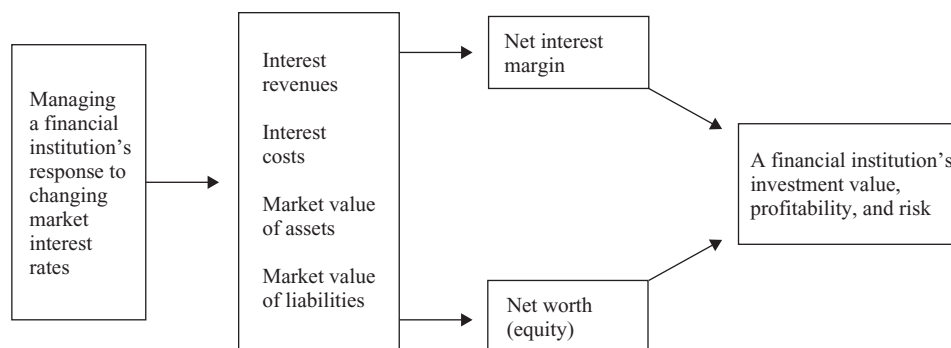 Managing
a financial
institution's
response to
changing
market
interest
rates
Interest
revenues
Interest
costs
Market value
of assets
Market value
of liabilities
Net interest
margin
Net worth
(equity)
A financial institution's
investment value,
profitability, and risk